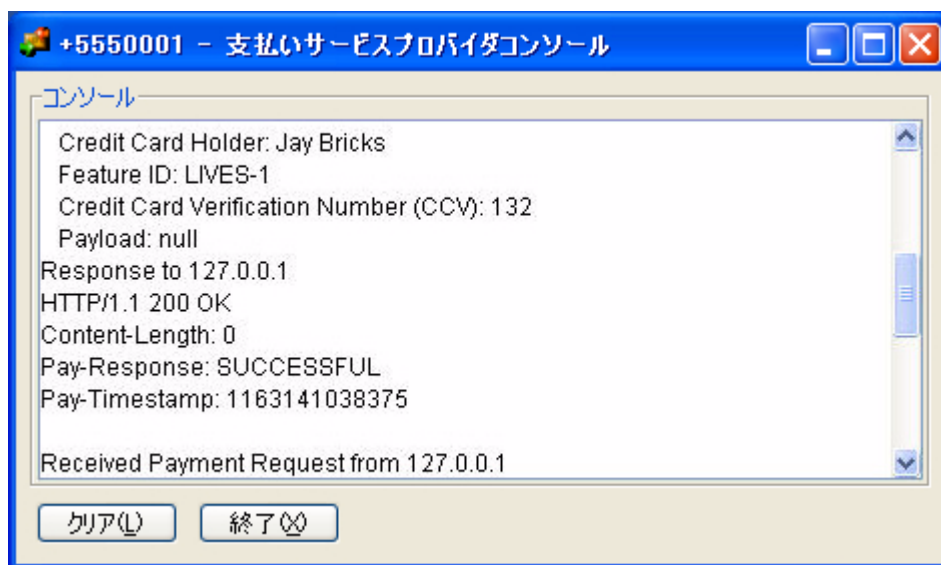 +5550001 - 支払いサービスプロバイダコンソール
コンソール
Credit Card Holder: Jay Bricks
Feature ID: LIVES-1
Credit Card Verification Number (CCV): 132
Payload: null
Response to 127.0.0.1
HTTP/1.1 200 OK
Content-Length: 0
Pay-Response: SUCCESSFUL
Pay-Timestamp: 1163141038375
Received Payment Request from 127.0.0.1
クリア(L)
終了(X)